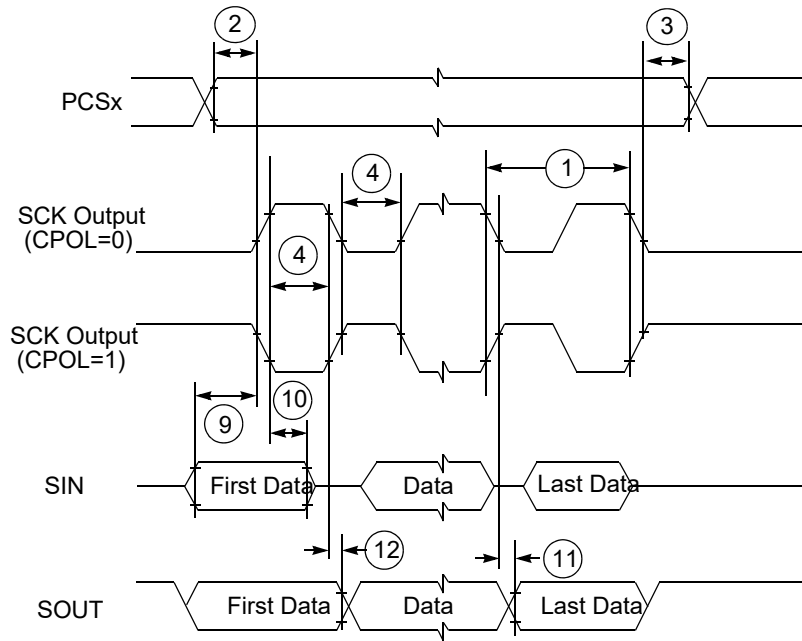 2
3
PCSx
4
1
SCK Output
(CPOL=0)
4
SCK Output
(CPOL=1)
10
9
SIN
First Data
Data
Last Data
12
11
SOUT
First Data
Data
Last Data